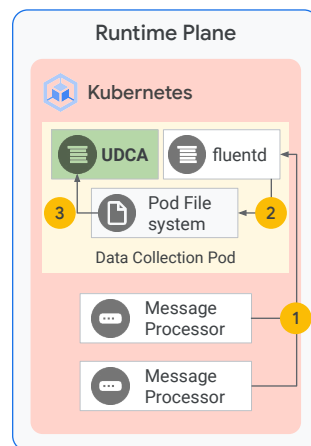 Runtime Plane
Kubernetes
UDCA
fluentd
3
Pod File
system
2
Data Collection Pod
Message
Processor
1
Message
Processor